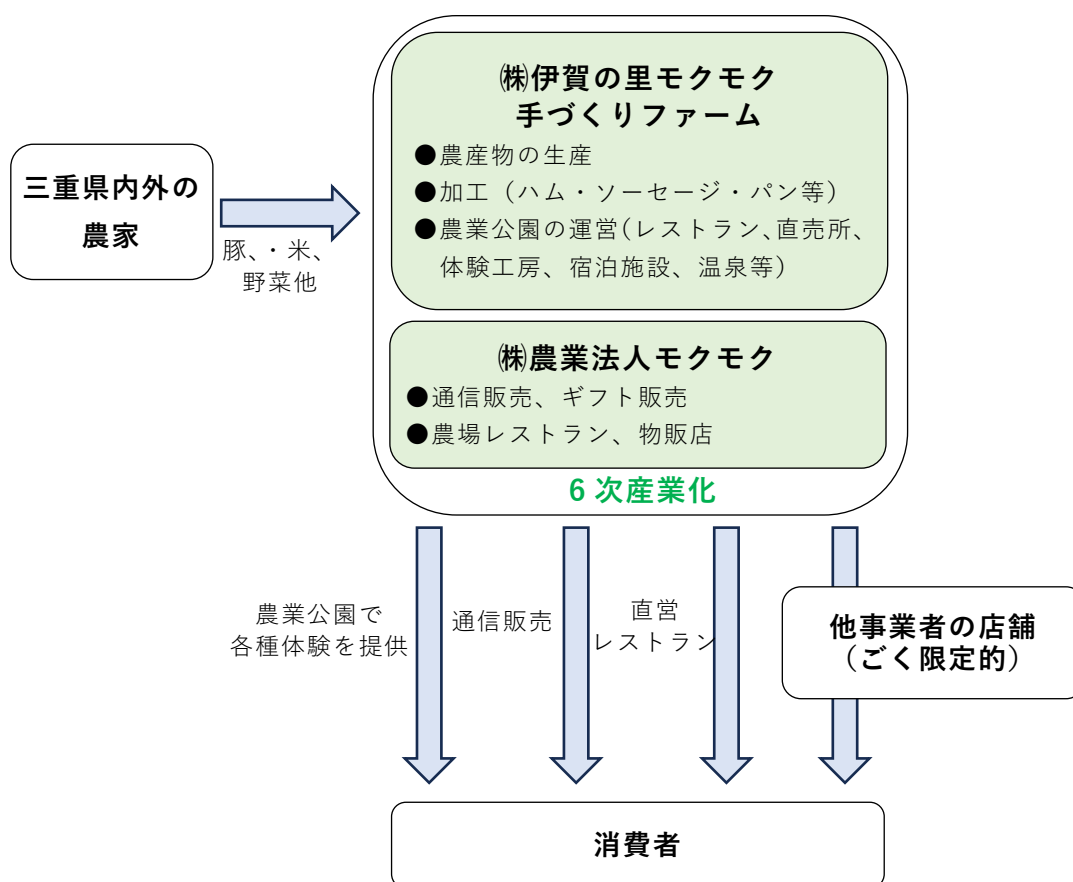 ㈱伊賀の里モクモク
手づくりファーム
●農産物の生産
●加工（ハム・ソーセージ・パン等）
●農業公園の運営(レストラン、直売所、
体験工房、宿泊施設、温泉等)
三重県内外の
農家
豚、・米、
野菜他
㈱農業法人モクモク
●通信販売、ギフト販売
●農場レストラン、物販店
6次産業化
農業公園で
各種体験を提供
通信販売
直営
レストラン
他事業者の店舗
（ごく限定的）
消費者